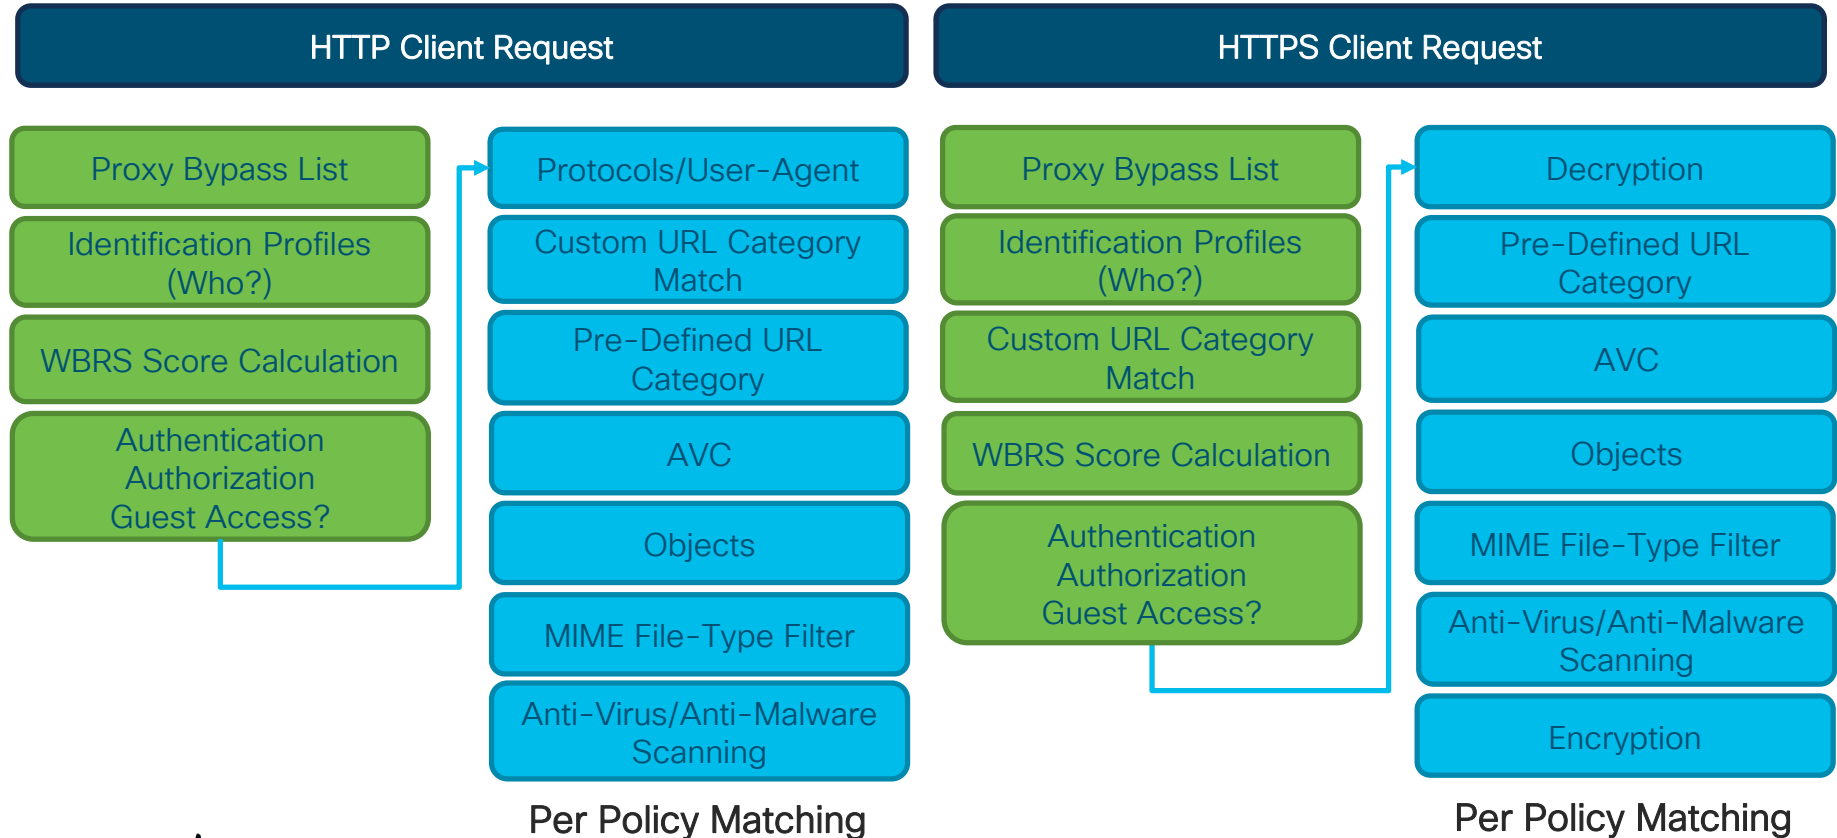 HTTP Client Request
Proxy Bypass List
Identification Profiles
(Who?)
WBRS Score Calculation
Authentication
Authorization
Guest Access?
Protocols/User-Agent
Custom URL Category
Match
Pre-Defined URL
Category
AVC
Objects
MIME File-Type Filter
Anti-Virus/Anti-Malware
Scanning
Per Policy Matching
HTTPS Client Request
Proxy Bypass List
Identification Profiles
(Who?)
Custom URL Category
Match
WBRS Score Calculation
Authentication
Authorization
Guest Access?
Decryption
Pre-Defined URL
Category
AVC
Objects
MIME File-Type Filter
Anti-Virus/Anti-Malware
Scanning
Encryption
Per Policy Matching